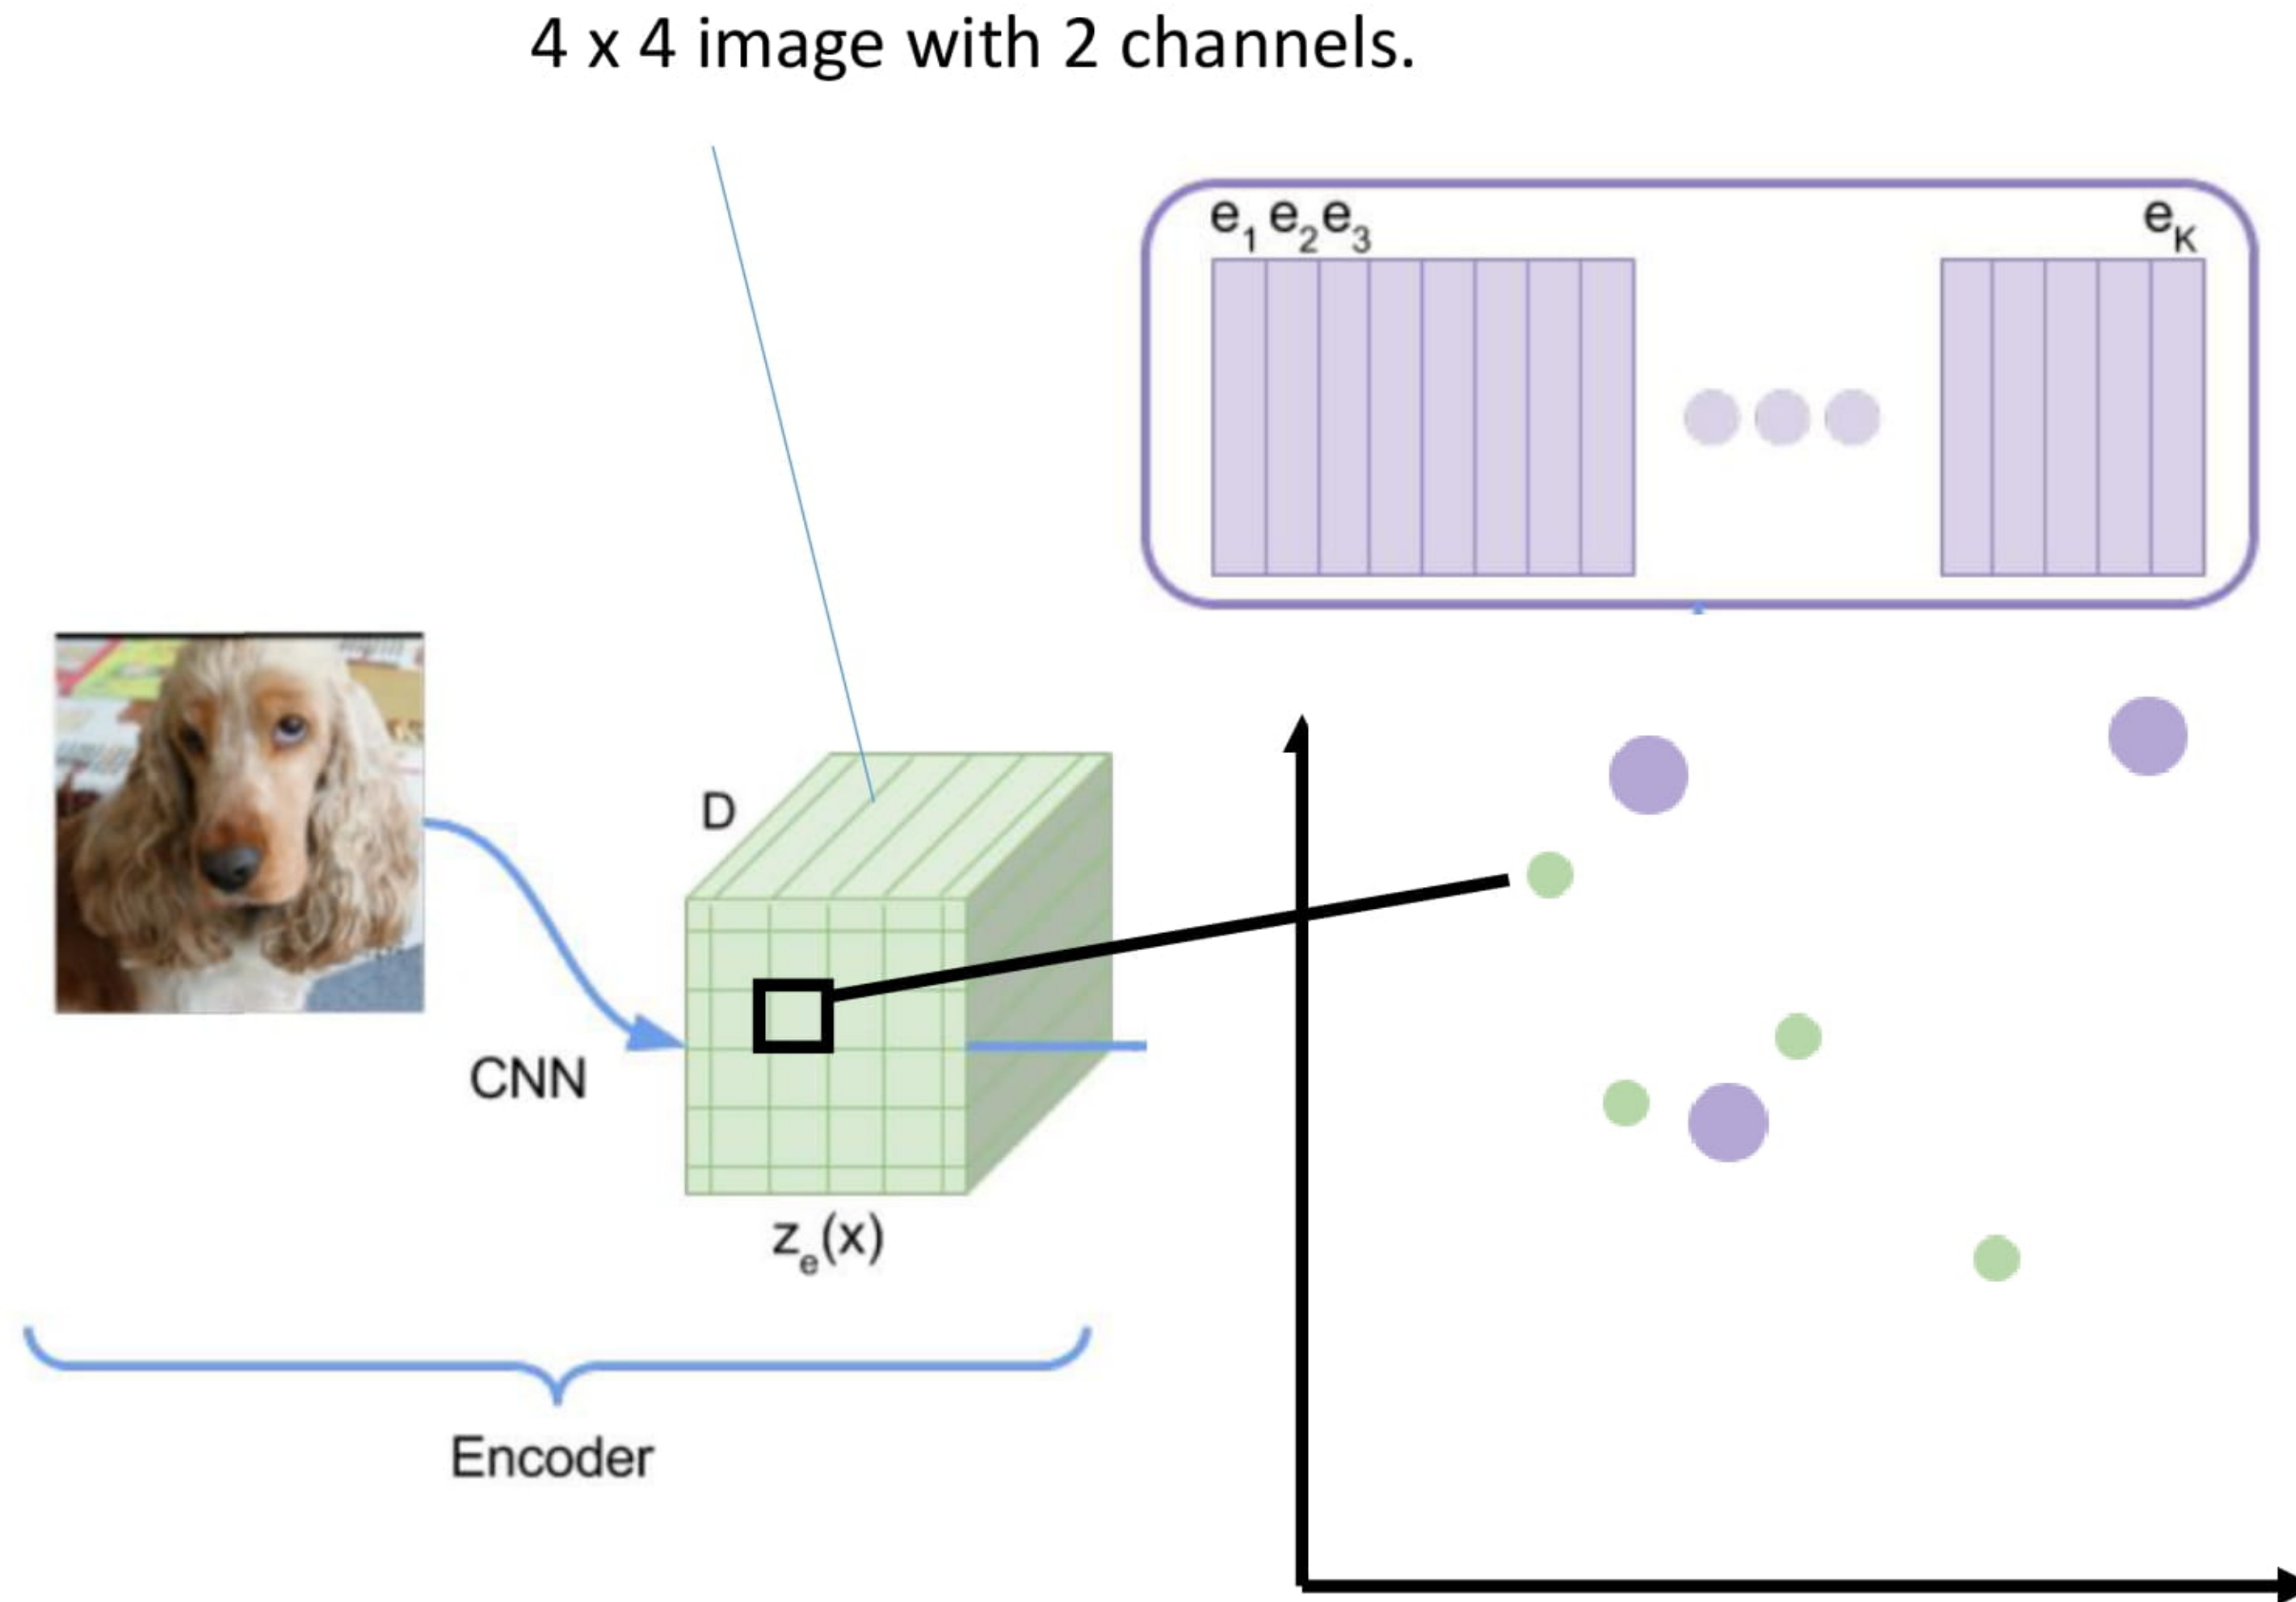 4 x 4 image with 2 channels.
e1 e2 e3 eK
D
CNN
ze(x)
Encoder